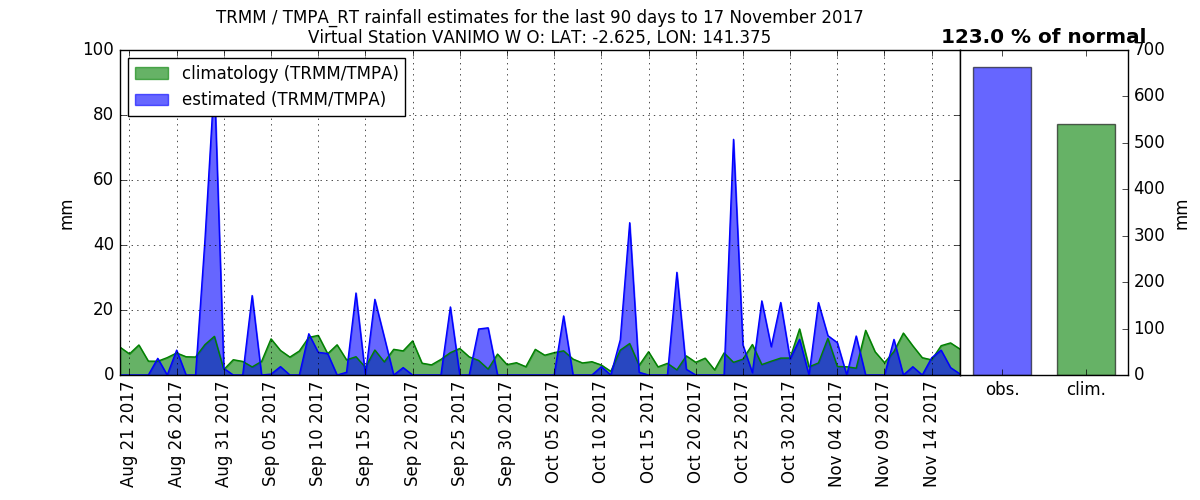 TRMM / TMPA_RT rainfall estimates for the last 90 days to 17 November 2017
Virtual Station VANIMO W O: LAT: -2.625, LON: 141.375
123.0 % of normal
climatology (TRMM/TMPA)
estimated (TRMM/TMPA)
100
80
60
40
20
0
mm
Aug 21 2017
Aug 26 2017
Aug 31 2017
Sep 05 2017
Sep 10 2017
Sep 15 2017
Sep 20 2017
Sep 25 2017
Sep 30 2017
Oct 05 2017
Oct 10 2017
Oct 15 2017
Oct 20 2017
Oct 25 2017
Oct 30 2017
Nov 04 2017
Nov 09 2017
Nov 14 2017
obs.
clim.
700
600
500
400
300
200
100
0
mm